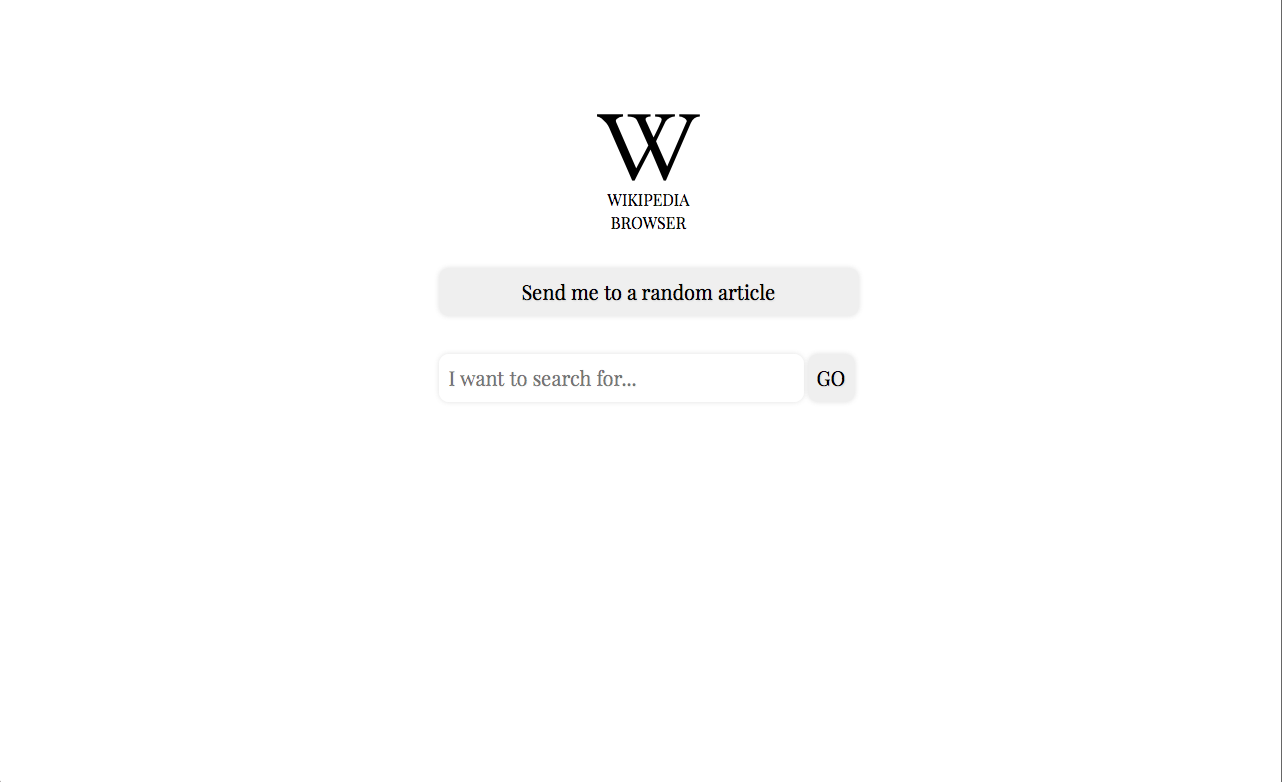 W
WIKIPEDIA
BROWSER
Send me to a random article
I want to search for...
GO